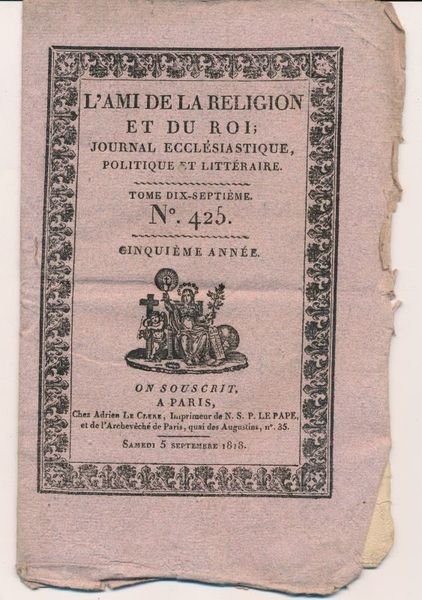 L'AMI DE LA RELIGION
ET DU ROI;
JOURNAL ECCLÉSIASTIQUE,
POLITIQUE ET LITTÉRAIRE.
TOME DIX-SEPTIÈME.
Nº. 425.
CINQUIÈME ANNÉE.
ON SOUSCRIT,
A PARIS,
Chez Adrien LE CLERE, Imprimeur de N. S. P. LE PAPE,
et de l'Archevêché de Paris, quai des Augustins, nº. 35.
SAMEDI 5 SEPTEMBRE 1818.